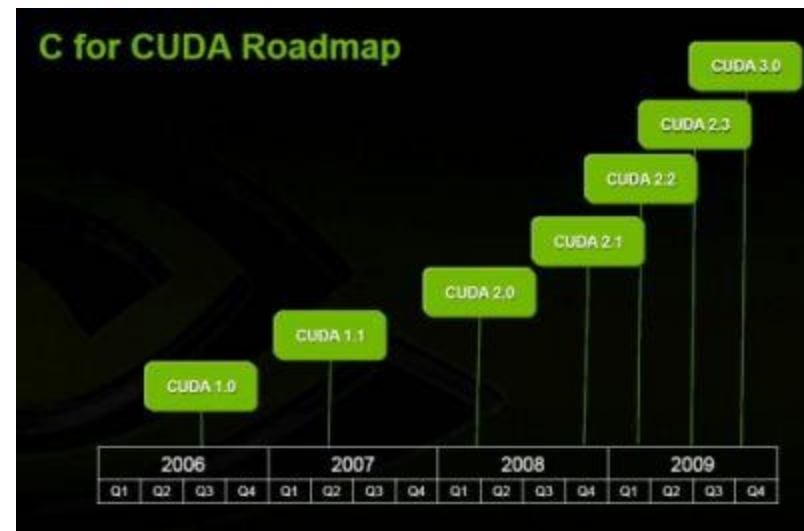 C for CUDA Roadmap
CUDA 3.0
CUDA 2.3
CUDA 2.2
CUDA 2.1
CUDA 2.0
CUDA 1.1
CUDA 1.0
2006 2007 2008 2009
Q1 Q2 Q3 Q4 Q1 Q2 Q3 Q4 Q1 Q2 Q3 Q4 Q1 Q2 Q3 Q4